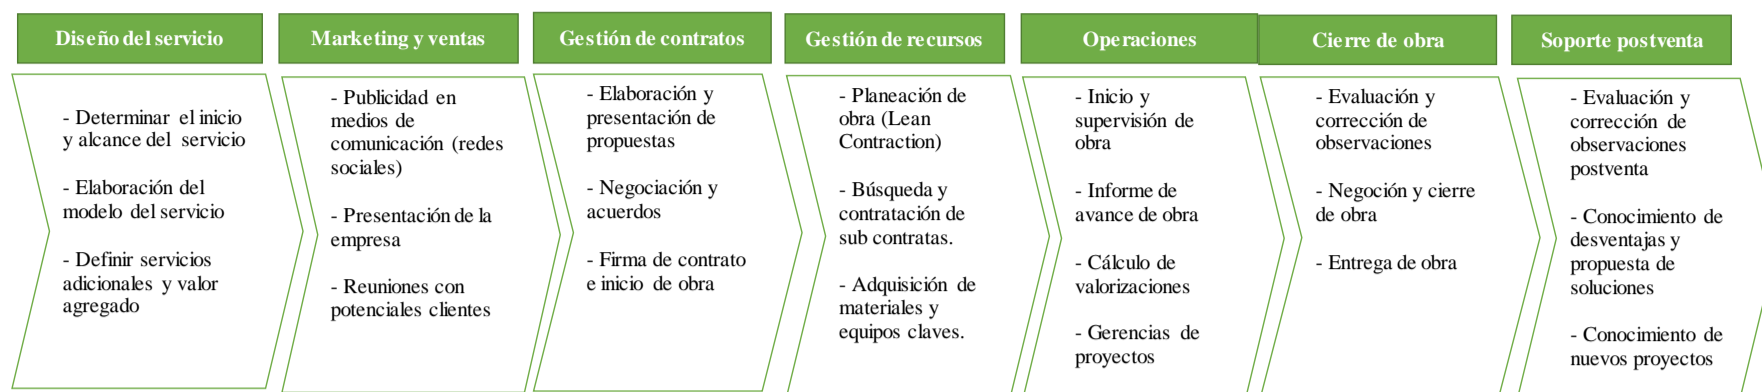 Diseño del servicio
- Determinar el inicio
y alcance del servicio
- Elaboración del
modelo del servicio
- Definir servicios
adicionales y valor
agregado
Marketing y ventas
- Publicidad en
medios de
comunicación (redes
sociales)
- Presentación de la
empresa
- Reuniones con
potenciales clientes
Gestión de contratos
- Elaboración y
presentación de
propuestas
- Negociación y
acuerdos
- Firma de contrato
e inicio de obra
Gestión de recursos
- Planeación de
obra (Lean
Contraction)
- Búsqueda y
contratación de
sub contratas.
- Adquisición de
materiales y
equipos claves.
Operaciones
- Inicio y
supervisión de
obra
- Informe de
avance de obra
- Cálculo de
valorizaciones
- Gerencias de
proyectos
Cierre de obra
- Evaluación y
corrección de
observaciones
- Negoción y cierre
de obra
- Entrega de obra
Soporte postventa
- Evaluación y
corrección de
observaciones
postventa
- Conocimiento de
desventajas y
propuesta de
soluciones
- Conocimiento de
nuevos proyectos